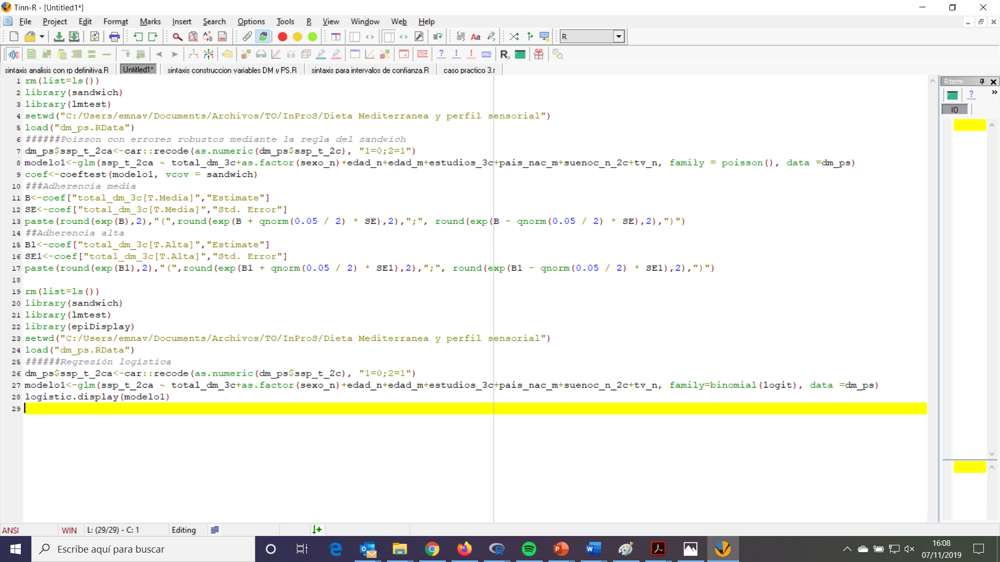 Tinn-R - [Untitled1*]
File Project Edit Format Marks Insert Search Options Tools R View Window Web Help
R
STOP HTML R
sintaxis analisis con rp definitiva.R Untitled1* sintaxis construccion variables DM y PS.R sintaxis para intervalos de confianza.R caso practico 3.r
Rterm
IO
1 rm(list=ls())
2 library(sandwich)
3 library(lmtest)
4 setwd("C:/Users/emnav/Documents/Archivos/TO/InProS/Dieta Mediterranea y perfil sensorial")
5 load("dm_ps.RData")
6 ######Poisson con errores robustos mediante la regla del sandwich
7 dm_ps$ssp_t_2ca<-car::recode(as.numeric(dm_ps$ssp_t_2c), "1=0;2=1")
8 modelo1<-glm(ssp_t_2ca ~ total_dm_3c+as.factor(sexo_n)+edad_n+edad_m+estudios_3c+pais_nac_m+suenoc_n_2c+tv_n, family = poisson(), data =dm_ps)
9 coef<-coeftest(modelo1, vcov = sandwich)
10 ###Adherencia media
11 B<-coef["total_dm_3c[T.Media]","Estimate"]
12 SE<-coef["total_dm_3c[T.Media]","Std. Error"]
13 paste(round(exp(B),2),"(",round(exp(B + qnorm(0.05 / 2) * SE),2),";", round(exp(B - qnorm(0.05 / 2) * SE),2),")")
14 ##Adherencia alta
15 B1<-coef["total_dm_3c[T.Alta]","Estimate"]
16 SE1<-coef["total_dm_3c[T.Alta]","Std. Error"]
17 paste(round(exp(B1),2),"(",round(exp(B1 + qnorm(0.05 / 2) * SE1),2),";", round(exp(B1 - qnorm(0.05 / 2) * SE1),2),")")
18
19 rm(list=ls())
20 library(sandwich)
21 library(lmtest)
22 library(epiDisplay)
23 setwd("C:/Users/emnav/Documents/Archivos/TO/InProS/Dieta Mediterranea y perfil sensorial")
24 load("dm_ps.RData")
25 ######Regresión logística
26 dm_ps$ssp_t_2ca<-car::recode(as.numeric(dm_ps$ssp_t_2c), "1=0;2=1")
27 modelo1<-glm(ssp_t_2ca ~ total_dm_3c+as.factor(sexo_n)+edad_n+edad_m+estudios_3c+pais_nac_m+suenoc_n_2c+tv_n, family=binomial(logit), data =dm_ps)
28 logistic.display(modelo1)
29
ANSI WIN L: (29/29) - C: 1 Editing
Escribe aquí para buscar
16:08
07/11/2019